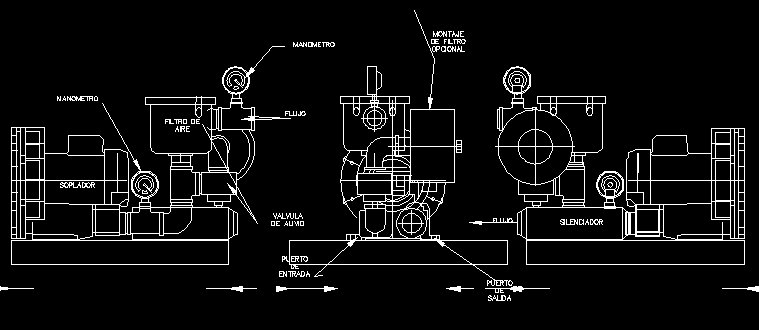 MANOMETRO
MANOMETRO
FILTRO DE
AIRE
FLUJO
SOPLADOR
VALVULA
DE ALIVIO
MONTAJE
DE FILTRO
OPCIONAL
PUERTO
DE
ENTRADA
PUERTO
DE
SALIDA
FLUJO
SILENCIADOR